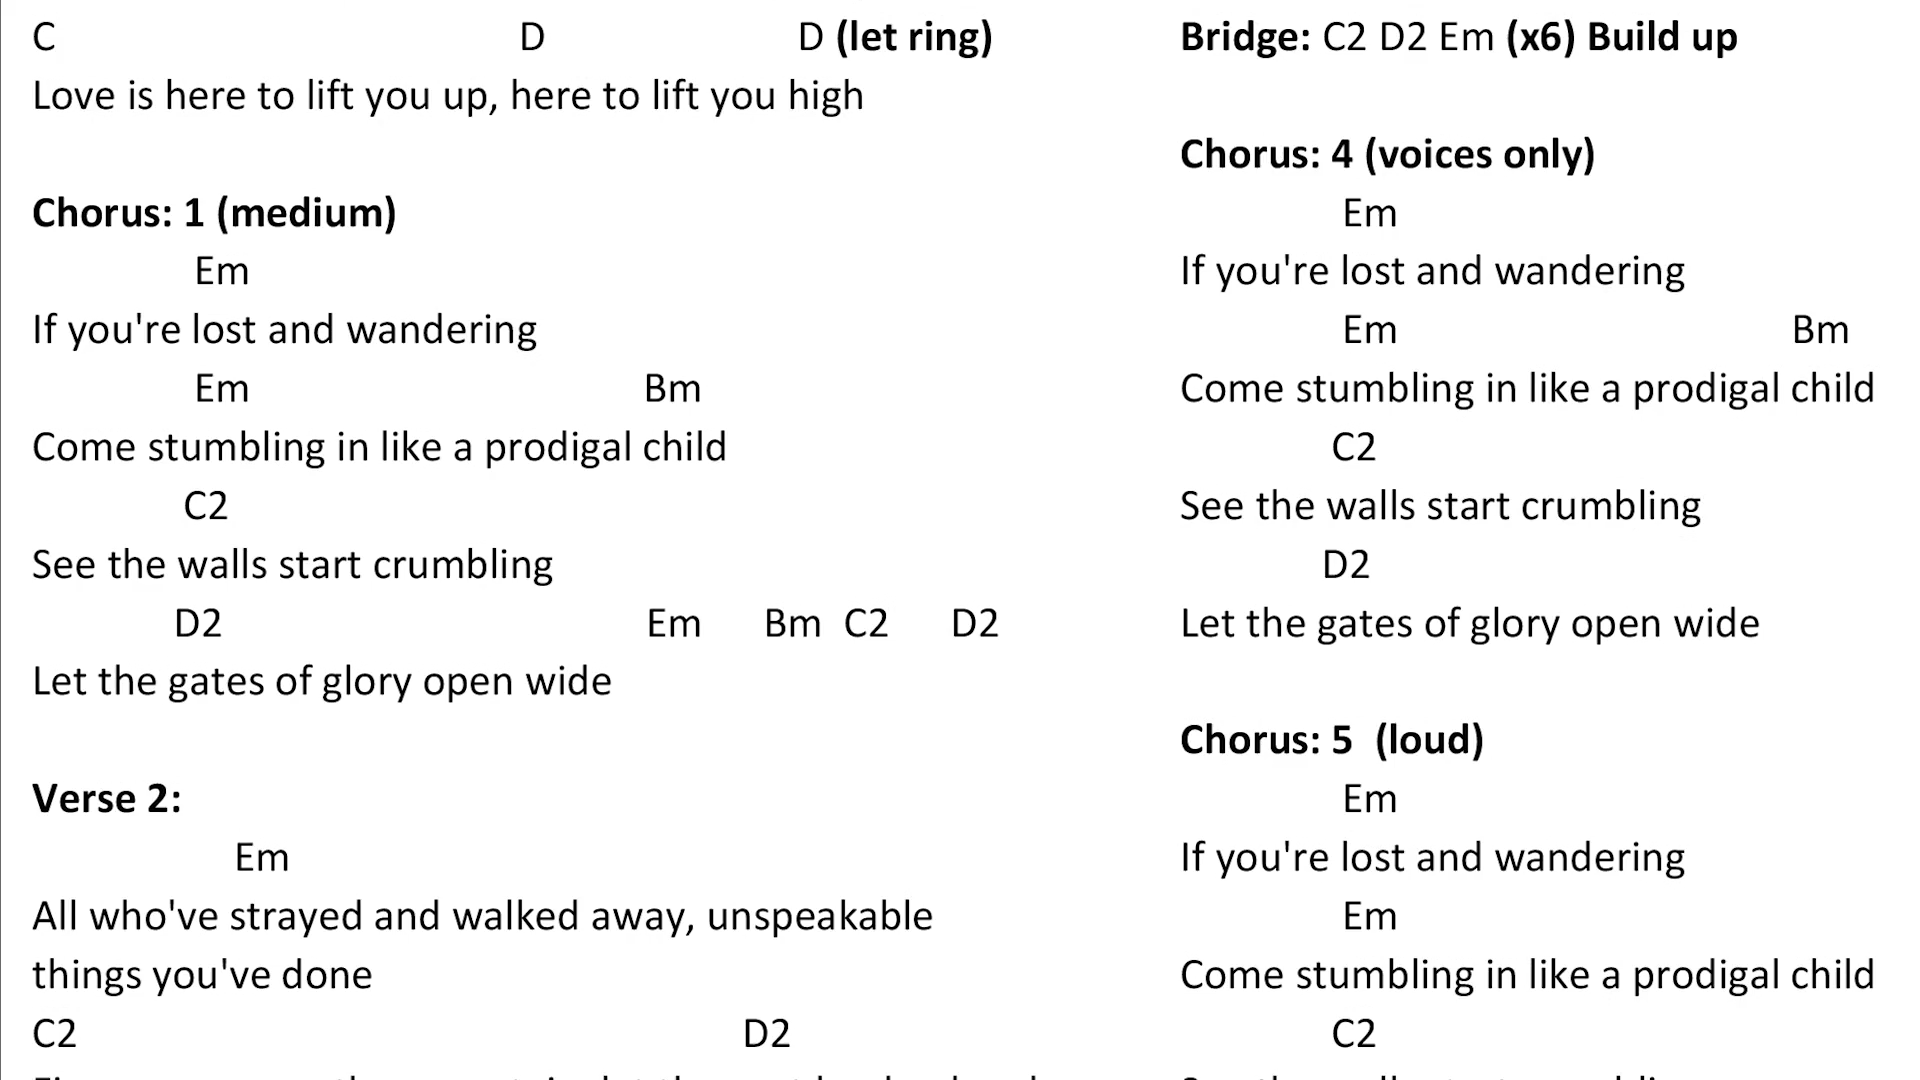 C D D (let ring)
Love is here to lift you up, here to lift you high
Chorus: 1 (medium)
Em
If you're lost and wandering
Em Bm
Come stumbling in like a prodigal child
C2
See the walls start crumbling
D2 Em Bm C2 D2
Let the gates of glory open wide
Verse 2:
Em
All who've strayed and walked away, unspeakable
things you've done
C2 D2
Bridge: C2 D2 Em (x6) Build up
Chorus: 4 (voices only)
Em
If you're lost and wandering
Em Bm
Come stumbling in like a prodigal child
C2
See the walls start crumbling
D2
Let the gates of glory open wide
Chorus: 5 (loud)
Em
If you're lost and wandering
Em
Come stumbling in like a prodigal child
C2